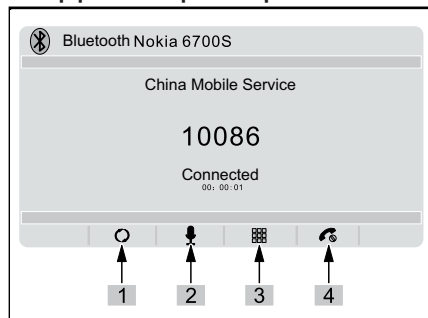 Bluetooth Nokia 6700S
China Mobile Service
10086
Connected
00: 00:01
1 2 3 4